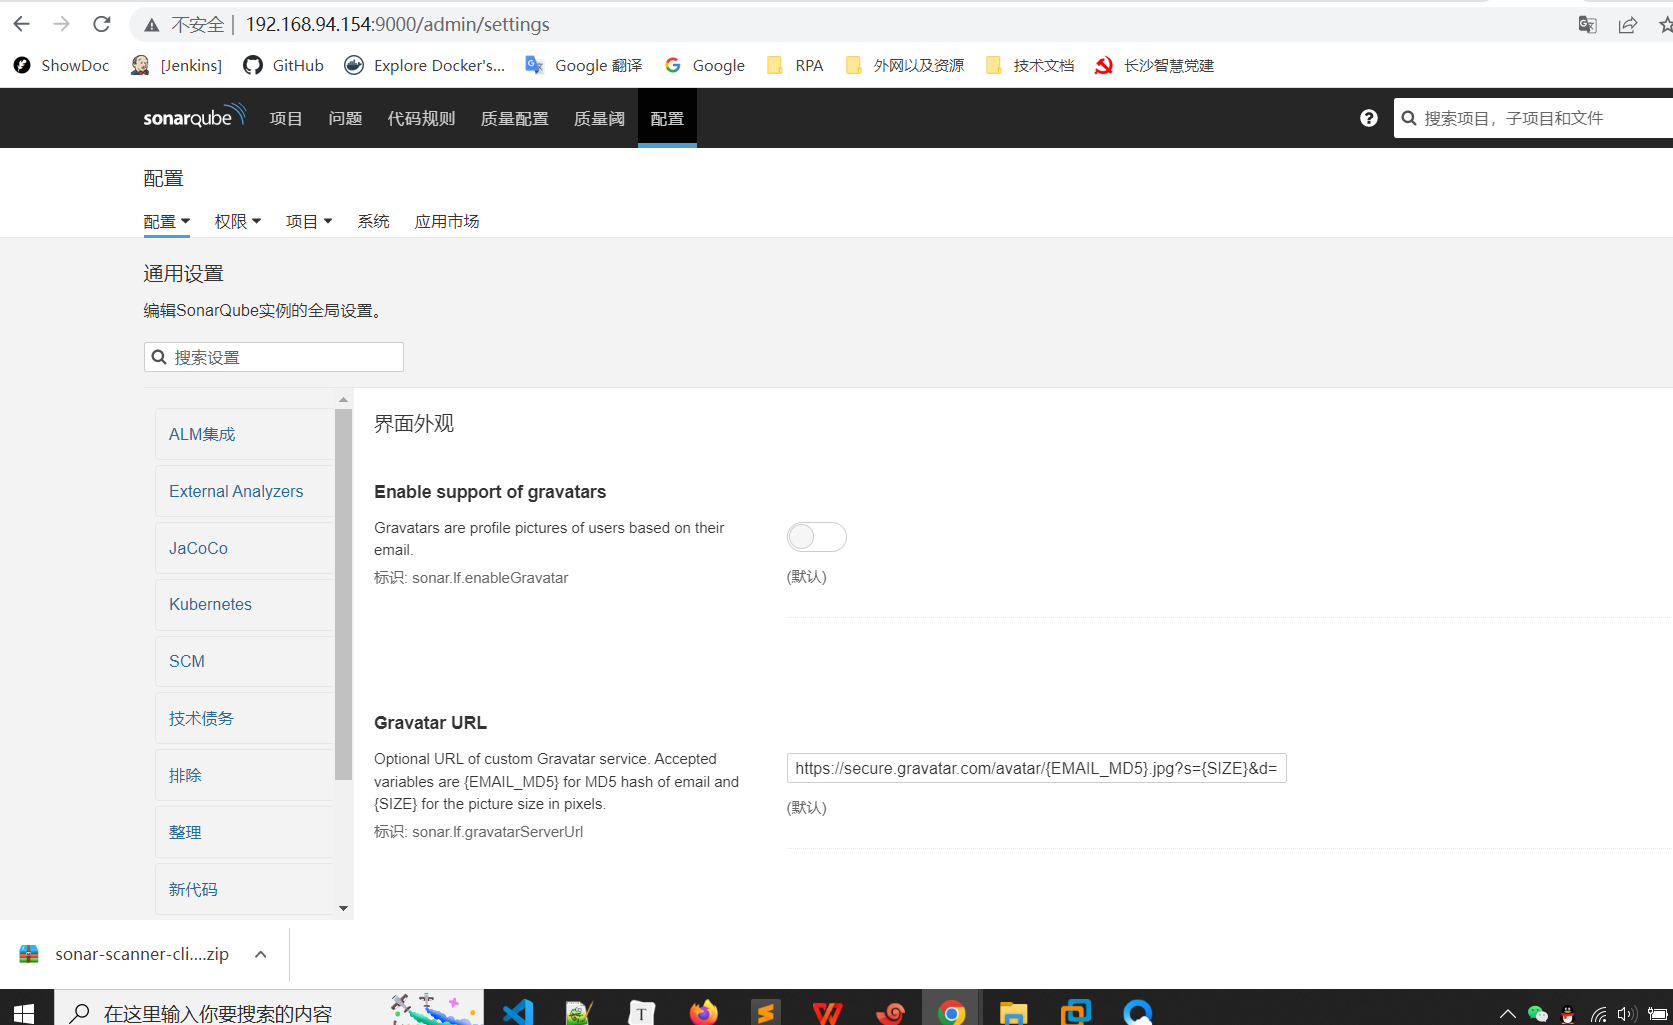 不安全 | 192.168.94.154:9000/admin/settings
ShowDoc [Jenkins] GitHub Explore Docker's... Google 翻译 Google RPA 外网以及资源 技术文档 长沙智慧党建
sonarqube 项目 问题 代码规则 质量配置 质量阈 配置 搜索项目，子项目和文件
配置
配置 权限 项目 系统 应用市场
通用设置
编辑SonarQube实例的全局设置。
搜索设置
ALM集成
External Analyzers
JaCoCo
Kubernetes
SCM
技术债务
排除
整理
新代码
界面外观
Enable support of gravatars
Gravatars are profile pictures of users based on their
email.
标识: sonar.lf.enableGravatar
(默认)
Gravatar URL
Optional URL of custom Gravatar service. Accepted
variables are {EMAIL_MD5} for MD5 hash of email and
{SIZE} for the picture size in pixels.
标识: sonar.lf.gravatarServerUrl
https://secure.gravatar.com/avatar/{EMAIL_MD5}.jpg?s={SIZE}&d=
(默认)
sonar-scanner-cli....zip
在这里输入你要搜索的内容